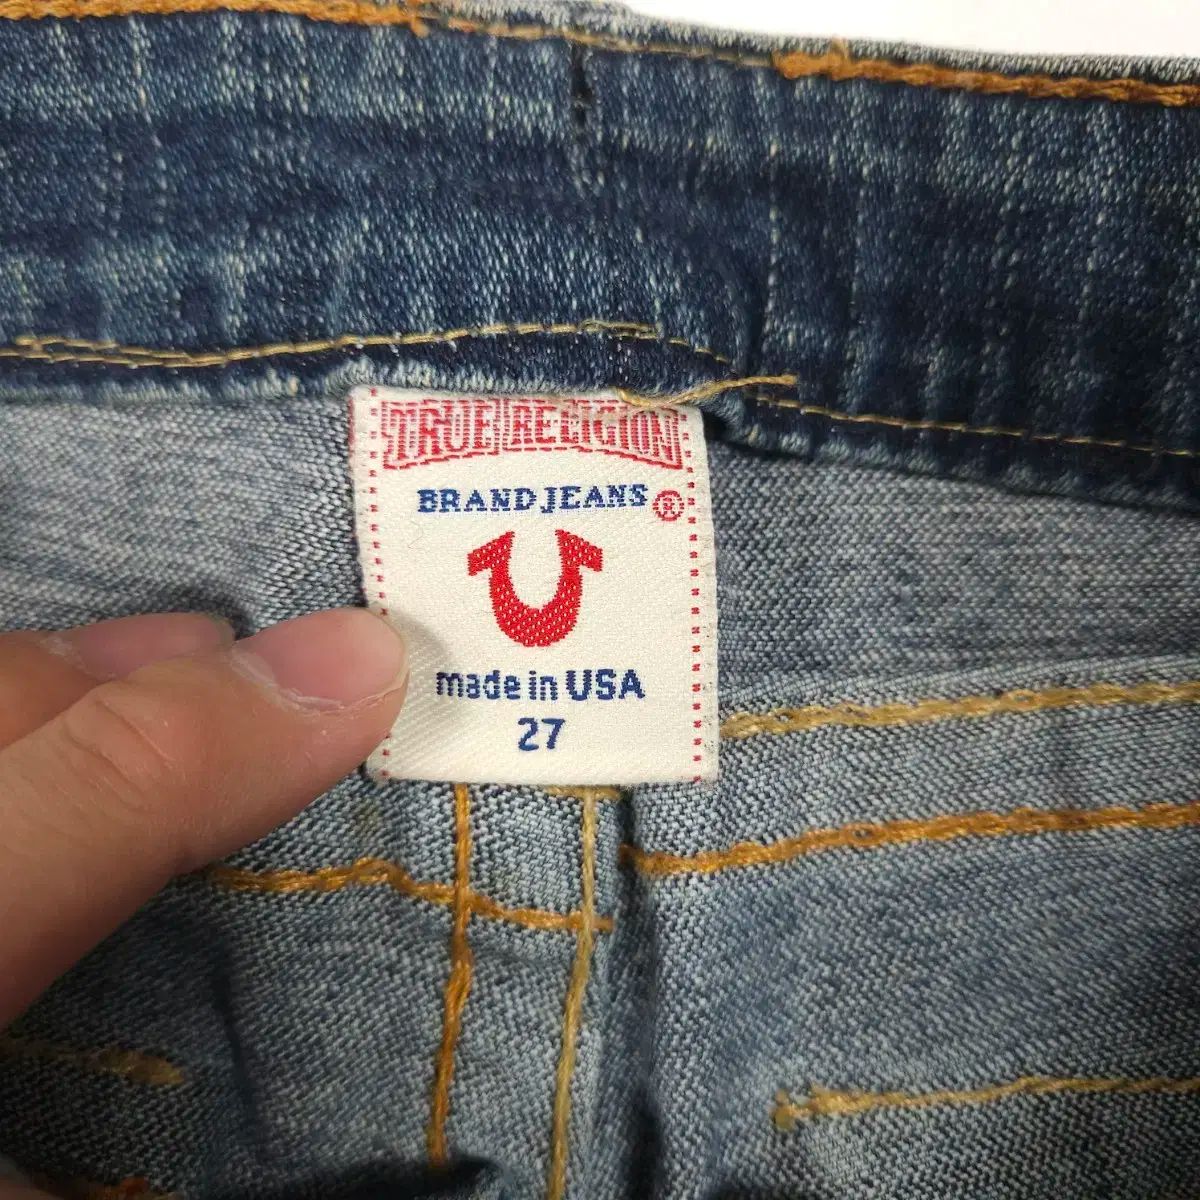 TRUE RELIGION
BRAND JEANS ®
made in USA
27